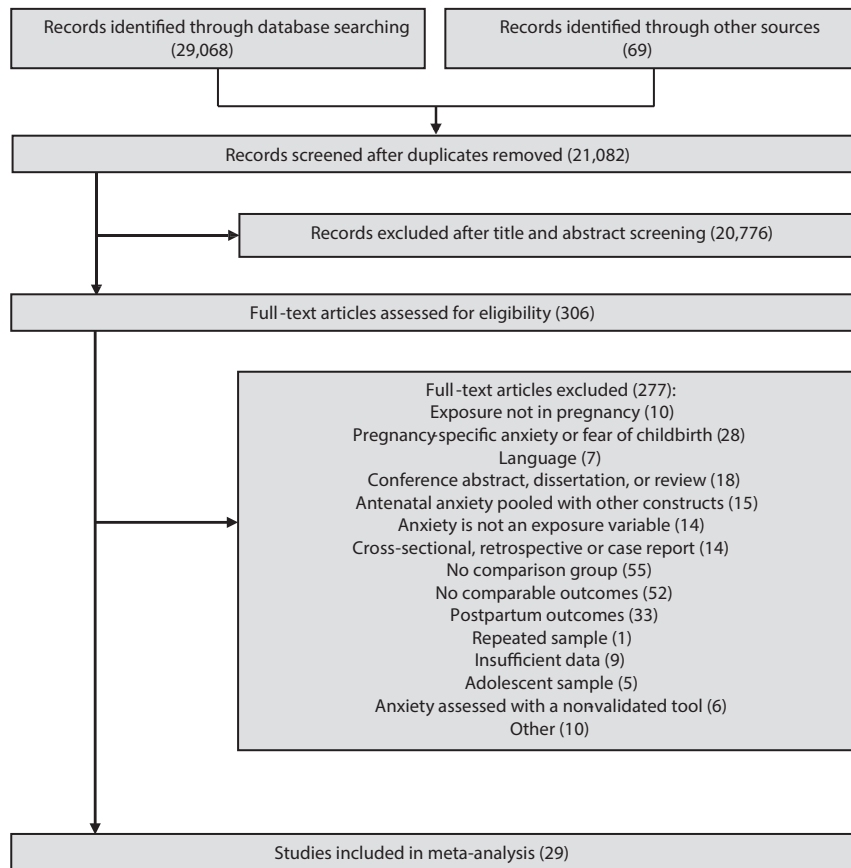 Records identified through database searching
(29,068)
Records identified through other sources
(69)
Records screened after duplicates removed (21,082)
Records excluded after title and abstract screening (20,776)
Full-text articles assessed for eligibility (306)
Full-text articles excluded (277):
Exposure not in pregnancy (10)
Pregnancy-specific anxiety or fear of childbirth (28)
Language (7)
Conference abstract, dissertation, or review (18)
Antenatal anxiety pooled with other constructs (15)
Anxiety is not an exposure variable (14)
Cross-sectional, retrospective or case report (14)
No comparison group (55)
No comparable outcomes (52)
Postpartum outcomes (33)
Repeated sample (1)
Insufficient data (9)
Adolescent sample (5)
Anxiety assessed with a non-validated tool (6)
Other (10)
Studies included in meta-analysis (29)